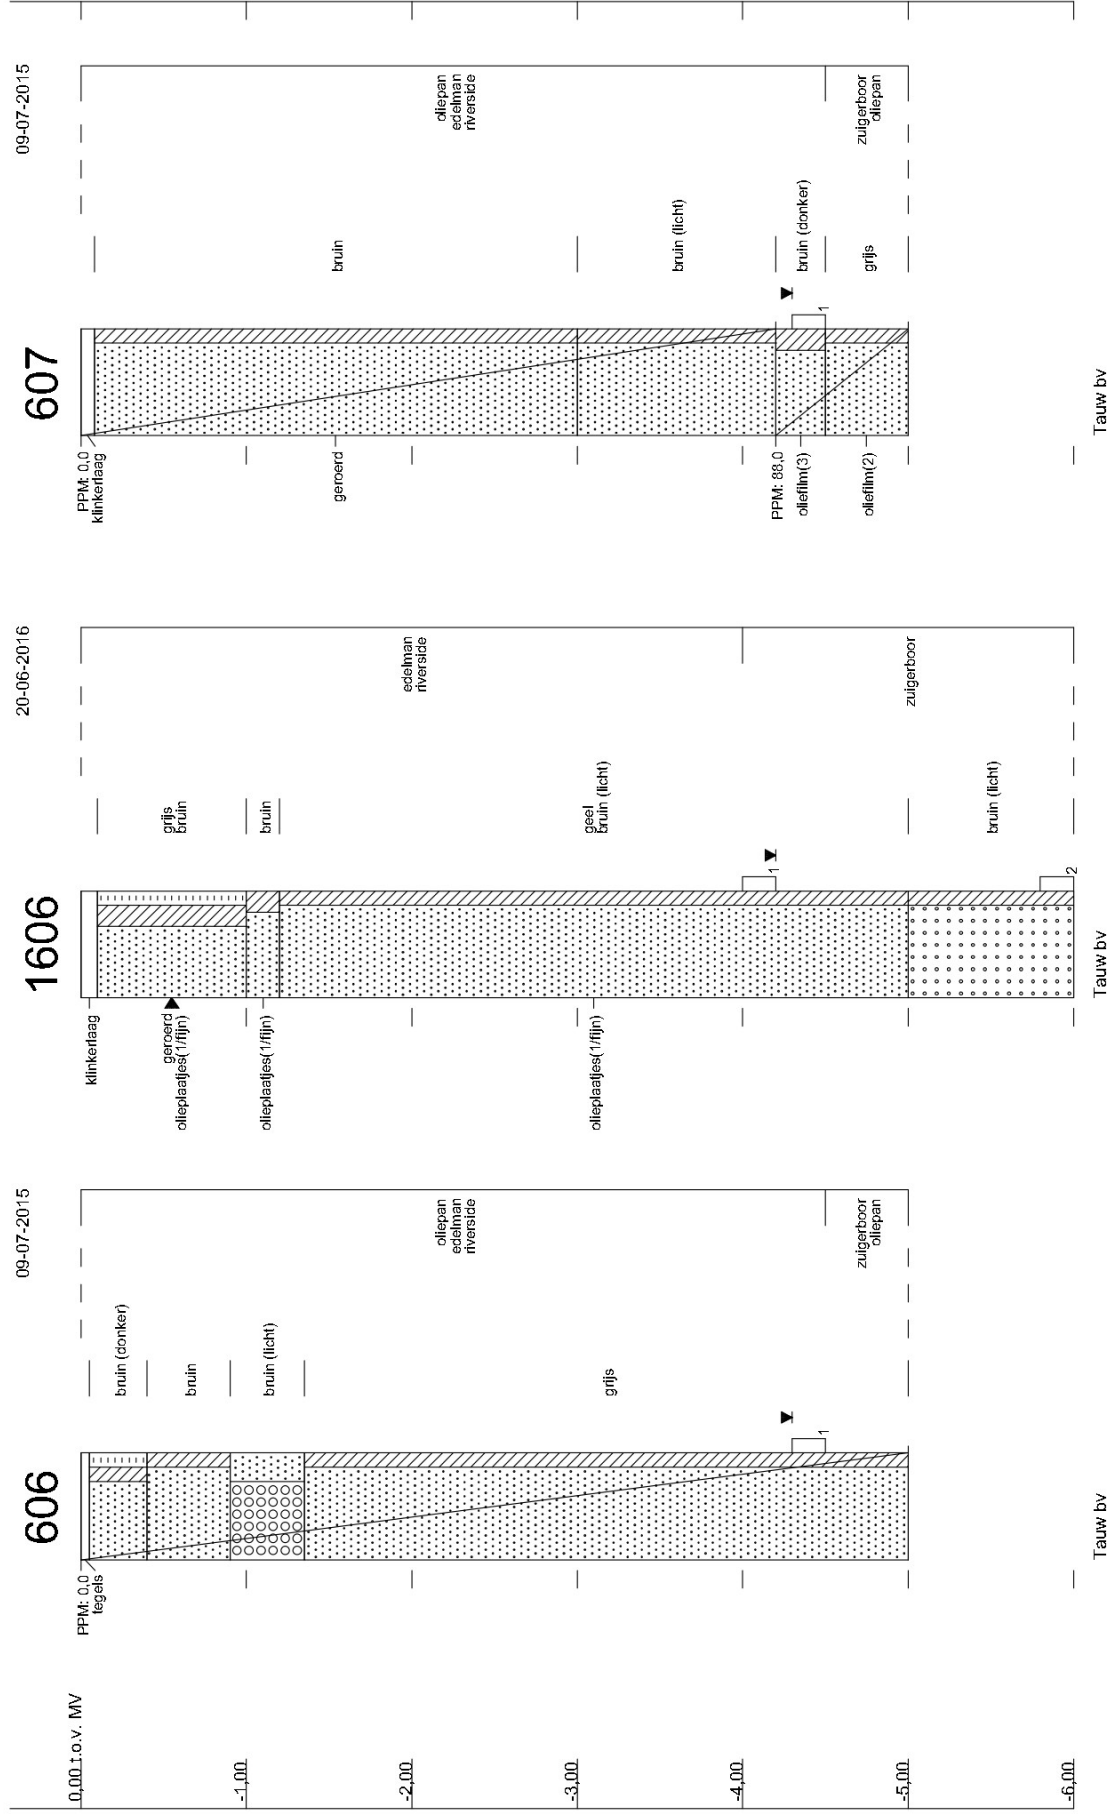 0,00 t.o.v. MV
-1,00
-2,00
-3,00
-4,00
-5,00
-6,00
606
09-07-2015
PPM: 0,0
tegels
bruin (donker)
bruin
bruin (licht)
grijs
1
oliepan
edelman
riverside
zuigerboor
oliepan
Tauw bv
1606
20-06-2016
klinkerlaag
geroerd
olieplaatjes(1/fijn)
olieplaatjes(1/fijn)
olieplaatjes(1/fijn)
grijs
bruin
bruin
geel
bruin (licht)
bruin (licht)
1
2
edelman
riverside
zuigerboor
Tauw bv
607
09-07-2015
PPM: 0,0
klinkerlaag
geroerd
PPM: 88,0
oliefilm(3)
oliefilm(2)
bruin
bruin (licht)
bruin (donker)
grijs
1
oliepan
edelman
riverside
zuigerboor
oliepan
Tauw bv